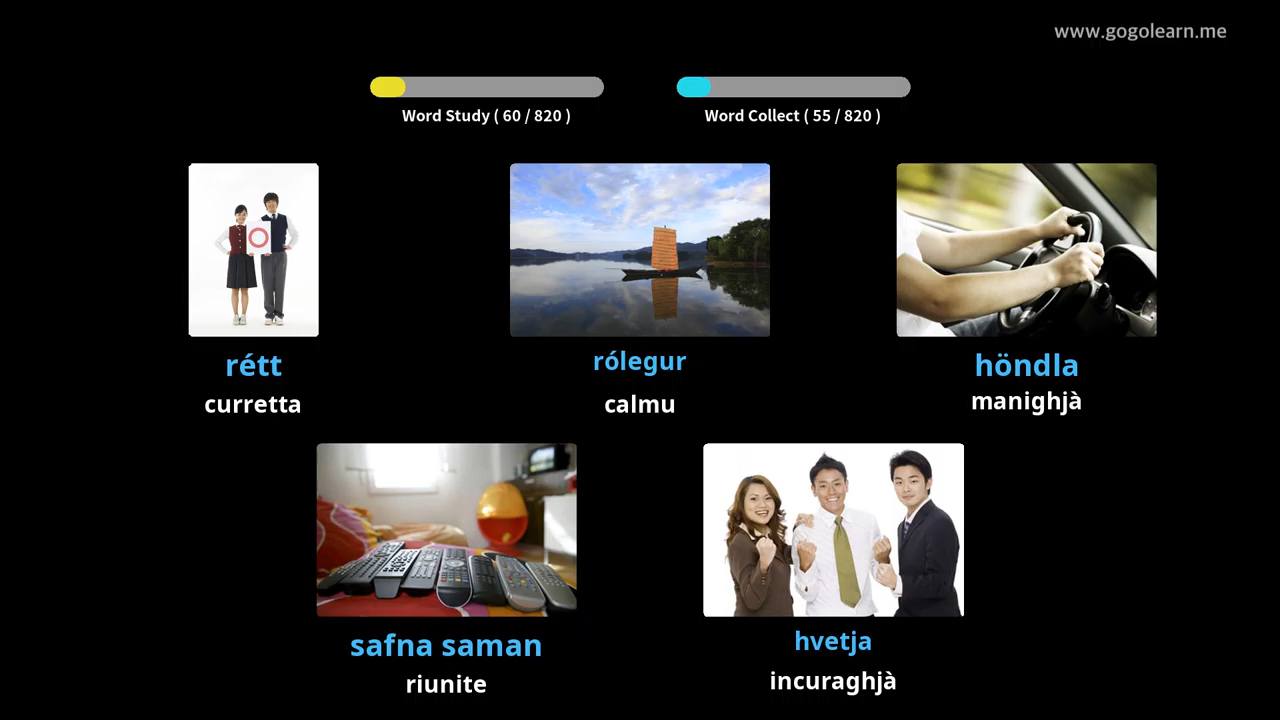 www.gogolearn.me
Word Study ( 60 / 820 )
Word Collect ( 55 / 820 )
rétt
curretta
rólegur
calmu
höndla
manighjà
safna saman
riunite
hvetja
incuraghjà